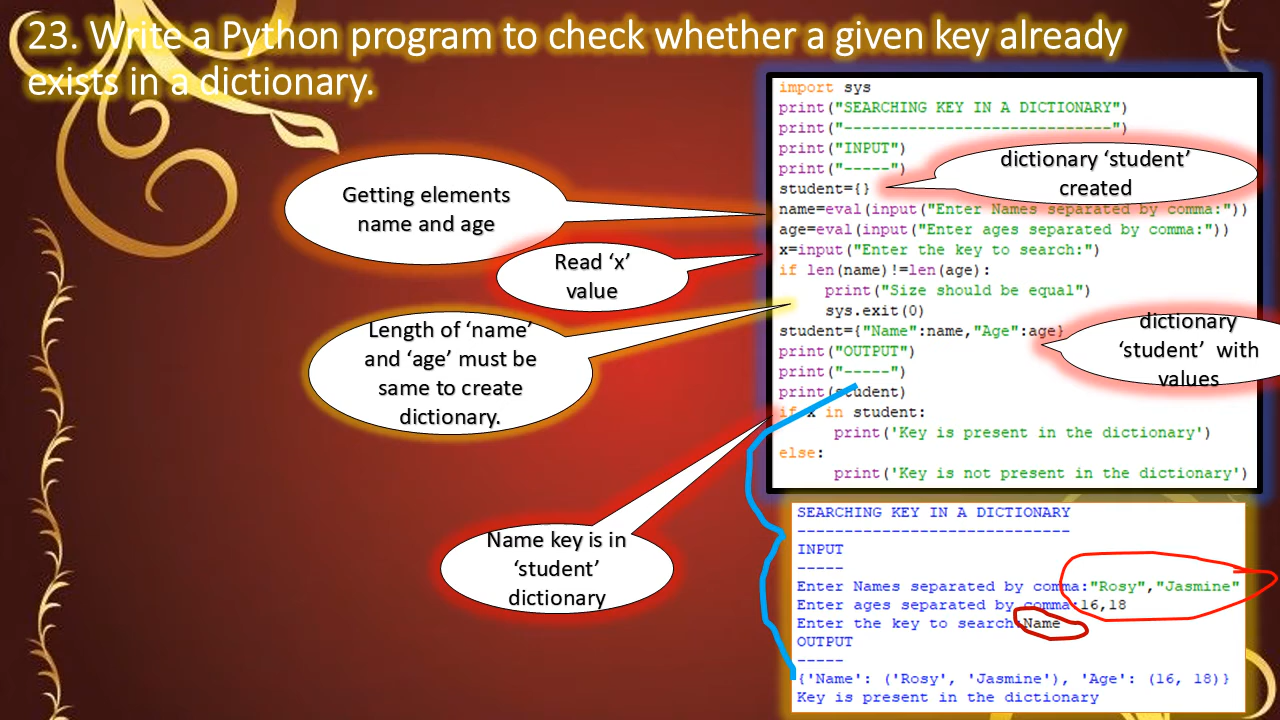 23. Write a Python program to check whether a given key already
exists in a dictionary.
import sys
print("SEARCHING KEY IN A DICTIONARY")
print("-----------------------------")
print("INPUT")
print("-----")
student={}
name=eval(input("Enter Names separated by comma:"))
age=eval(input("Enter ages separated by comma:"))
x=input("Enter the key to search:")
if len(name)!=len(age):
print("Size should be equal")
sys.exit(0)
student={"Name":name,"Age":age}
print("OUTPUT")
print("-----")
print(student)
if x in student:
print('Key is present in the dictionary')
else:
print('Key is not present in the dictionary')
dictionary ‘student’
created
Getting elements
name and age
Read ‘x’
value
Length of ‘name’
and ‘age’ must be
same to create
dictionary.
dictionary
‘student’ with
values
Name key is in
‘student’
dictionary
SEARCHING KEY IN A DICTIONARY
-----------------------------
INPUT
-----
Enter Names separated by comma:"Rosy","Jasmine"
Enter ages separated by comma:16,18
Enter the key to search:Name
OUTPUT
-----
{'Name': ('Rosy', 'Jasmine'), 'Age': (16, 18)}
Key is present in the dictionary